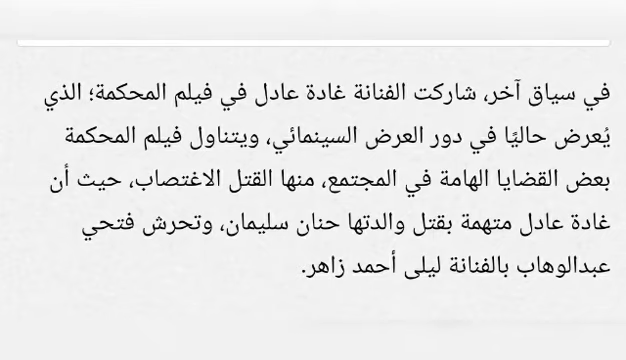 في سياق آخر، شاركت الفنانة غادة عادل في فيلم المحكمة؛ الذي
يُعرض حاليًا في دور العرض السينمائي، ويتناول فيلم المحكمة
بعض القضايا الهامة في المجتمع، منها القتل الاغتصاب، حيث أن
غادة عادل متهمة بقتل والدتها حنان سليمان، وتحرش فتحي
عبدالوهاب بالفنانة ليلى أحمد زاهر.